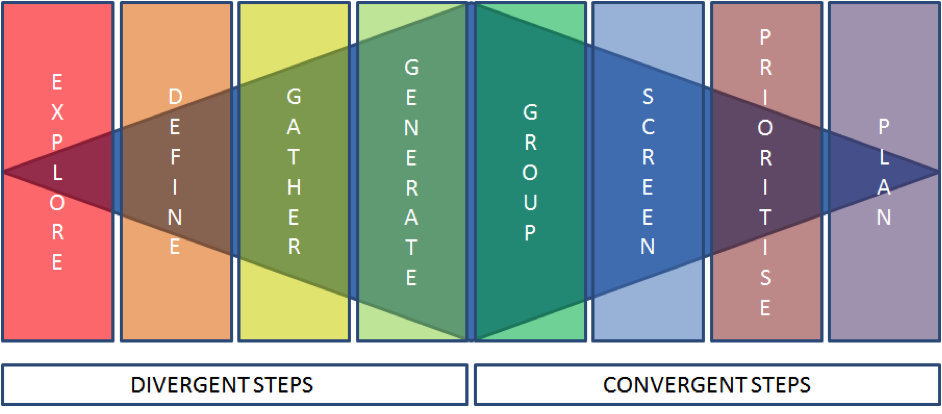 EXPLORE
DEFINE
GATHER
GENERATE
GROUP
SCREEN
PRIORITISE
PLAN
DIVERGENT STEPS
CONVERGENT STEPS